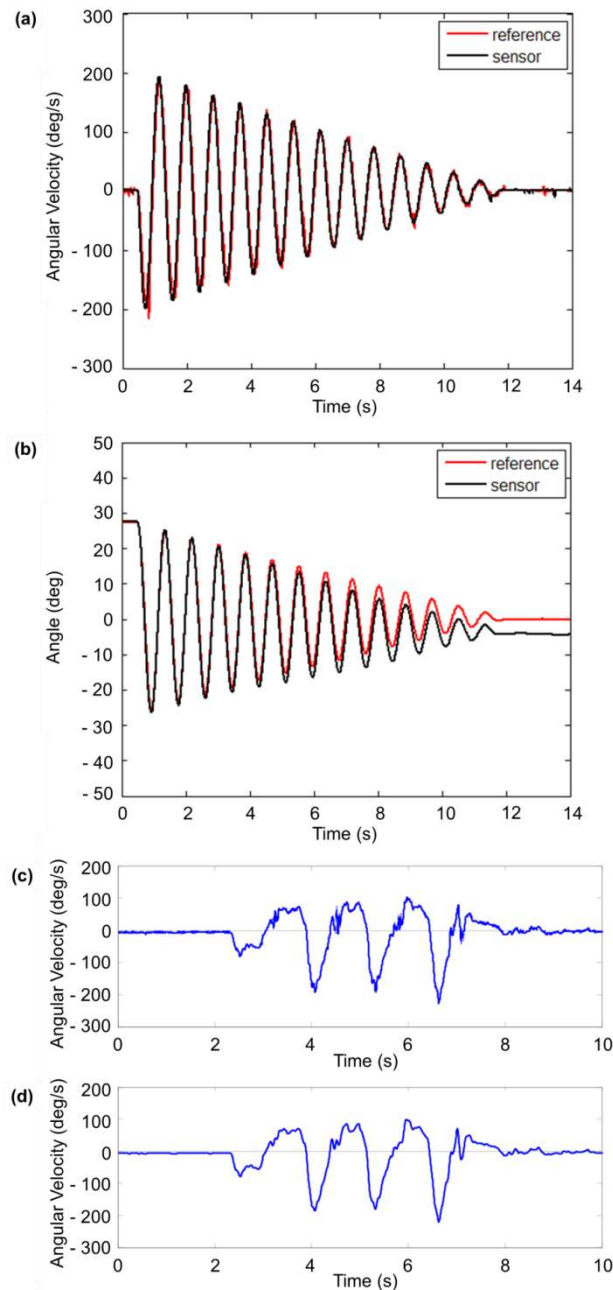 (a)
300
200
100
0
- 100
- 200
- 300
Angular Velocity (deg/s)
reference
sensor
0 2 4 6 8 10 12 14
Time (s)
(b)
50
40
30
20
10
0
- 10
- 20
- 30
- 40
- 50
Angle (deg)
reference
sensor
0 2 4 6 8 10 12 14
Time (s)
(c)
200
100
0
- 100
- 200
- 300
Angular Velocity (deg/s)
0 2 4 6 8 10
Time (s)
(d)
200
100
0
- 100
- 200
- 300
Angular Velocity (deg/s)
0 2 4 6 8 10
Time (s)